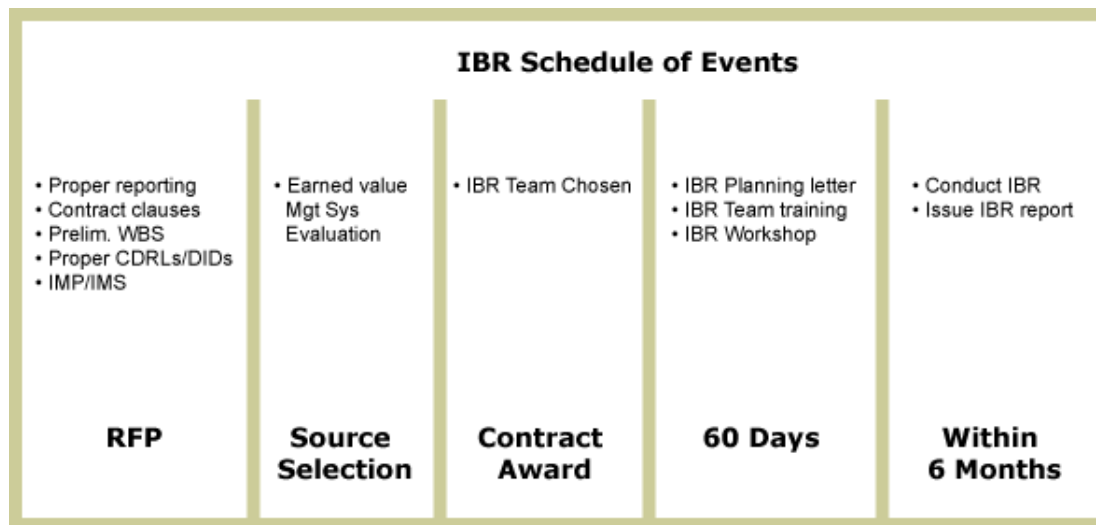 IBR Schedule of Events
• Proper reporting
• Contract clauses
• Prelim. WBS
• Proper CDRLs/DIDs
• IMP/IMS
• Earned value
Mgt Sys
Evaluation
• IBR Team Chosen
• IBR Planning letter
• IBR Team training
• IBR Workshop
• Conduct IBR
• Issue IBR report
RFP
Source
Selection
Contract
Award
60 Days
Within
6 Months